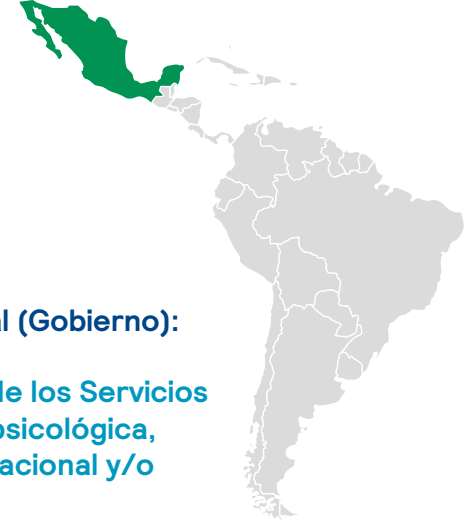 l (Gobierno):
de los Servicios
osicológica,
acional y/o